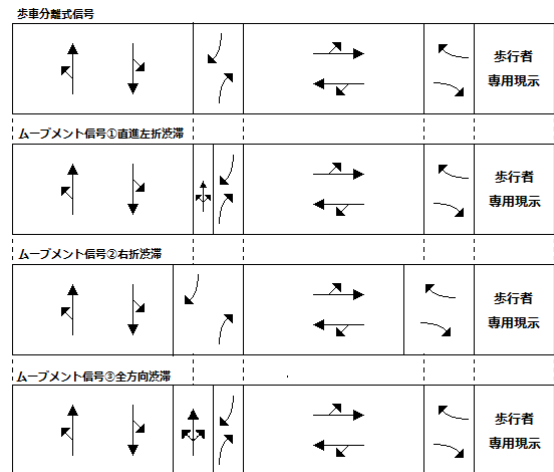 歩車分離式信号
歩行者
専用現示
ムーブメント信号①直進左折渋滞
歩行者
専用現示
ムーブメント信号②右折渋滞
歩行者
専用現示
ムーブメント信号③全方向渋滞
歩行者
専用現示